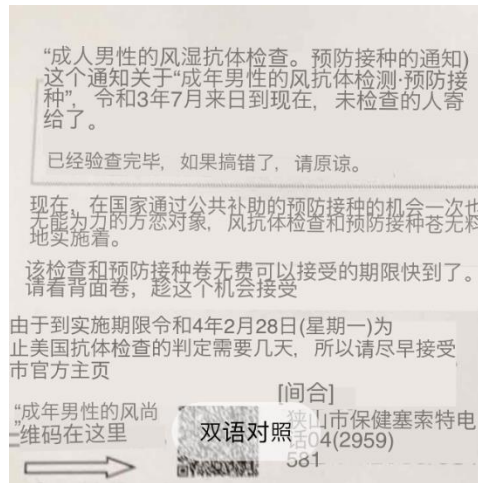 “成人男性的风湿抗体检查。预防接种的通知)
这个通知关于“成年男性的风抗体检测·预防接
种”，令和3年7月来日到现在，未检查的人寄
给了。
已经验查完毕，如果搞错了，请原谅。
现在，在国家通过公共补助的预防接种的机会一次也
无能为力的方恋对象，风抗体检查和预防接种苍无料
地实施着。
该检查和预防接种卷无费可以接受的期限快到了。
请看背面卷，趁这个机会接受
由于到实施期限令和4年2月28日(星期一)为
止美国抗体检查的判定需要几天，所以请尽早接受
市官方主页
[间合]
“成年男性的风尚
二维码在这里
双语对照
狭山市保健塞索特电
话04(2959)
581